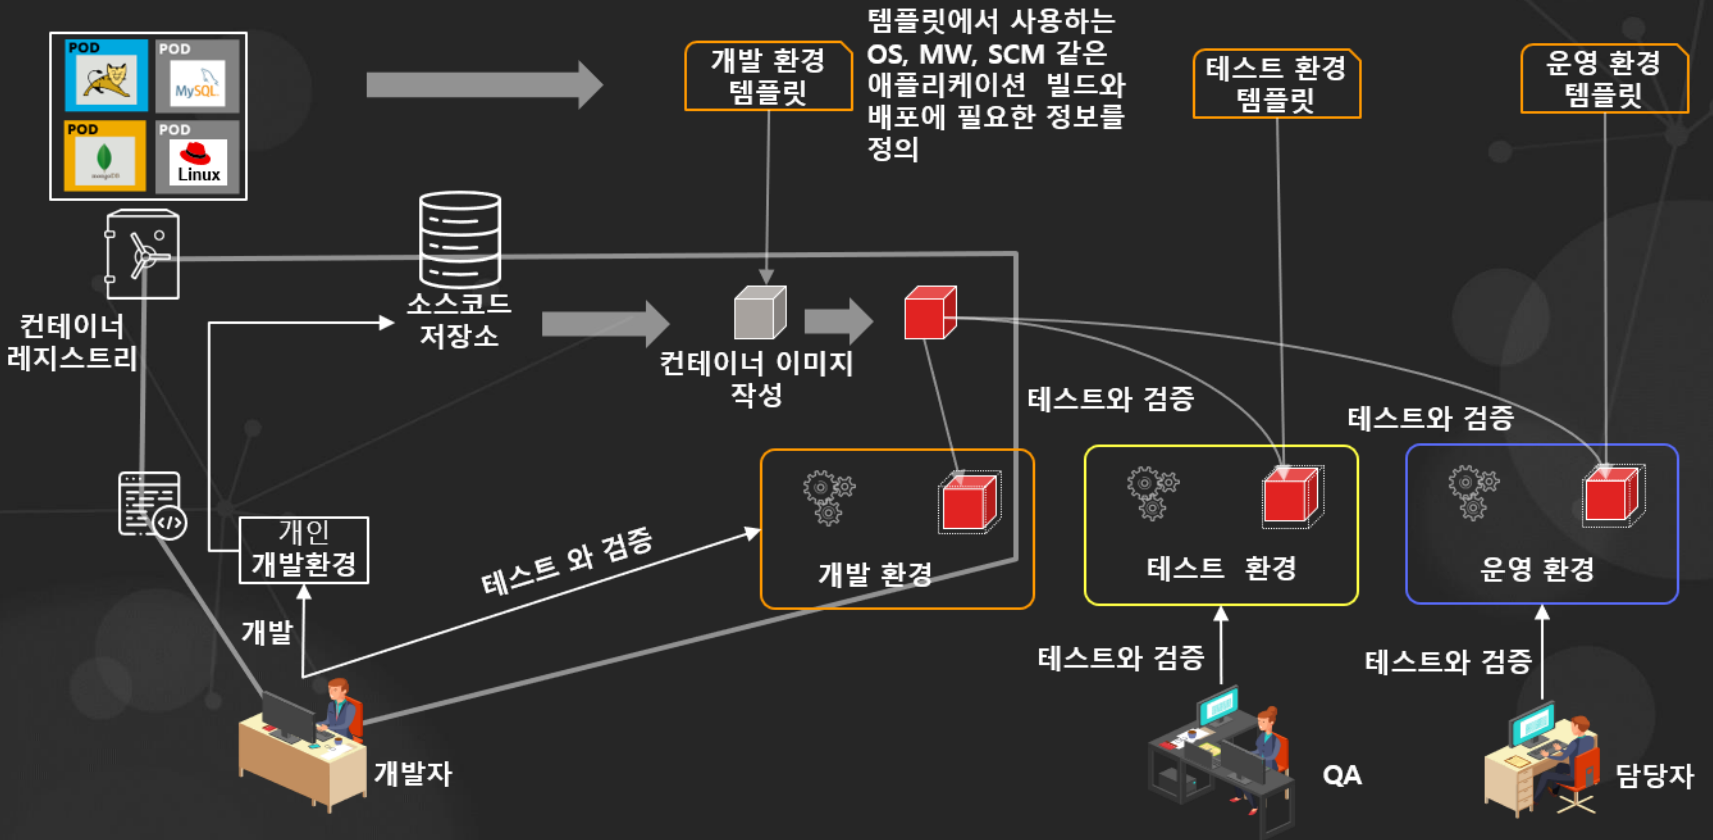 POD
POD
MySQL
POD
mongoDB
POD
Linux
개발 환경
템플릿
템플릿에서 사용하는
OS, MW, SCM 같은
애플리케이션 빌드와
배포에 필요한 정보를
정의
테스트 환경
템플릿
운영 환경
템플릿
컨테이너
레지스트리
소스코드
저장소
컨테이너 이미지
작성
테스트와 검증
테스트와 검증
</>
개인
개발환경
개발
테스트 와 검증
개발 환경
테스트 환경
운영 환경
테스트와 검증
테스트와 검증
개발자
QA
담당자